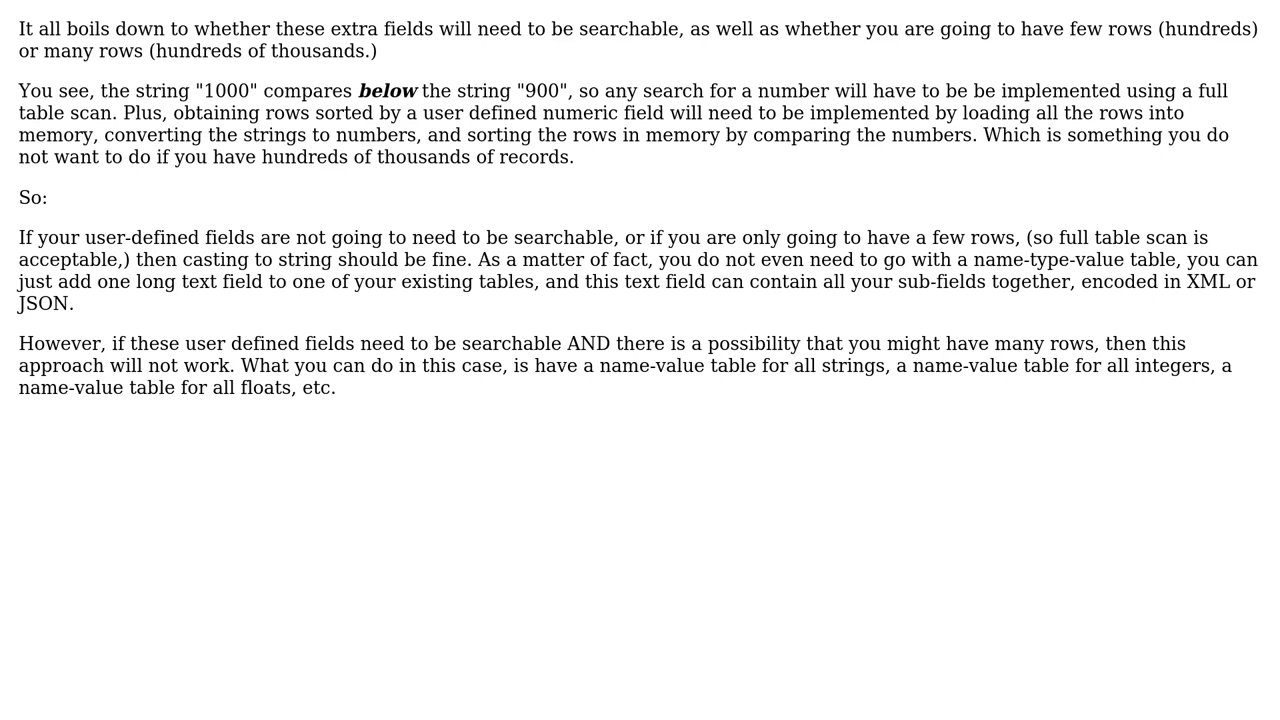 It all boils down to whether these extra fields will need to be searchable, as well as whether you are going to have few rows (hundreds)
or many rows (hundreds of thousands.)
You see, the string "1000" compares below the string "900", so any search for a number will have to be be implemented using a full
table scan. Plus, obtaining rows sorted by a user defined numeric field will need to be implemented by loading all the rows into
memory, converting the strings to numbers, and sorting the rows in memory by comparing the numbers. Which is something you do
not want to do if you have hundreds of thousands of records.
So:
If your user-defined fields are not going to need to be searchable, or if you are only going to have a few rows, (so full table scan is
acceptable,) then casting to string should be fine. As a matter of fact, you do not even need to go with a name-type-value table, you can
just add one long text field to one of your existing tables, and this text field can contain all your sub-fields together, encoded in XML or
JSON.
However, if these user defined fields need to be searchable AND there is a possibility that you might have many rows, then this
approach will not work. What you can do in this case, is have a name-value table for all strings, a name-value table for all integers, a
name-value table for all floats, etc.